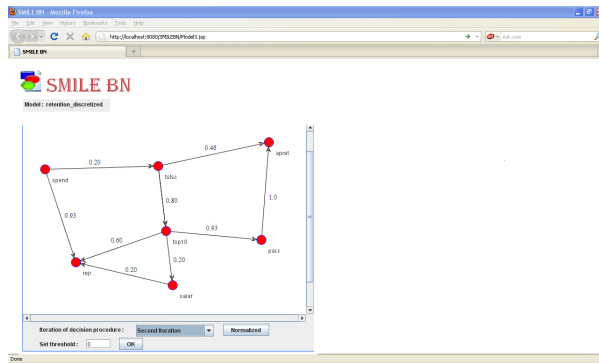 SMILE BN - Mozilla Firefox
File Edit View History Bookmarks Tools Help
http://localhost:8080/SMILEBN/Model3.jsp
Ask.com
SMILE BN
SMILE BN
Model : retention_discretized
0.46
apret
0.20
tstsc
spend
0.80
1.0
0.93
0.93
0.60
top10
pacc
0.20
0.20
rejr
salar
Iteration of decision procedure :
Second Iteration
Normalized
Set threshold :
0
OK
Done